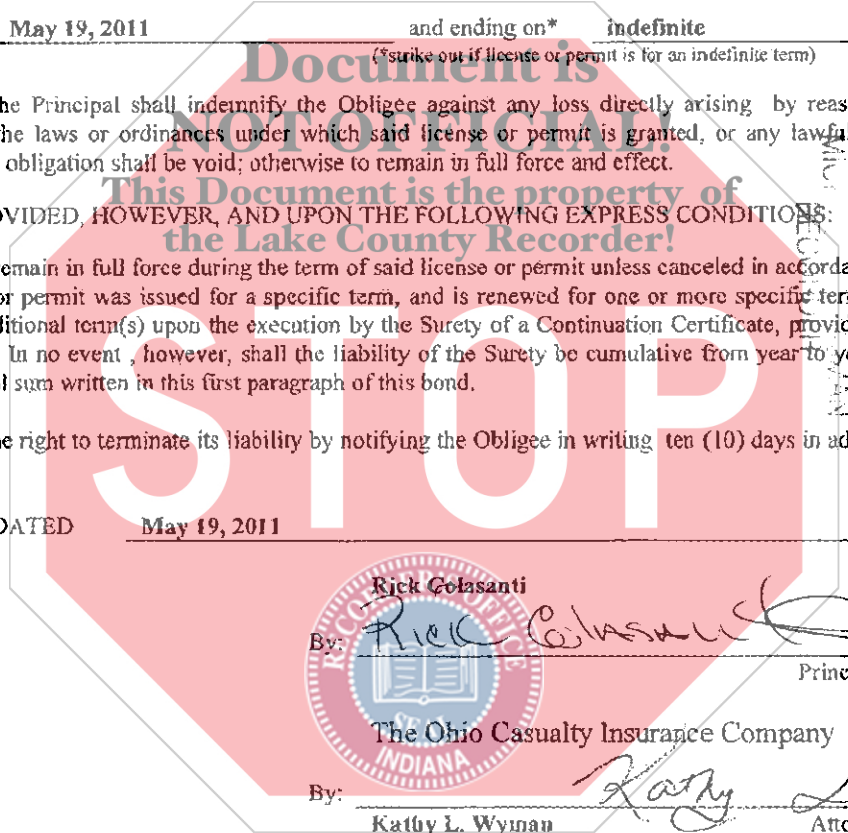 May 19, 2011 and ending on* indefinite
(*strike out if license or permit is for an indefinite term)
Document is
he Principal shall indemnify the Obligee against any loss directly arising by reas
NOT OFFICIAL!
he laws or ordinances under which said license or permit is granted, or any lawful
obligation shall be void; otherwise to remain in full force and effect.
This Document is the property of
OVIDED, HOWEVER, AND UPON THE FOLLOWING EXPRESS CONDITIONS:
the Lake County Recorder!
emain in full force during the term of said license or permit unless canceled in accorda
or permit was issued for a specific term, and is renewed for one or more specific ter
ditional term(s) upon the execution by the Surety of a Continuation Certificate, provid
In no event , however, shall the liability of the Surety be cumulative from year to y
l sum written in this first paragraph of this bond.
STOP
e right to terminate its liability by notifying the Obligee in writing ten (10) days in ad
DATED May 19, 2011
Rick Colasanti
By: Rick Colasanti
Princ
RECORDER'S OFFICE
SEAL
INDIANA
The Ohio Casualty Insurance Company
By: Kathy
Kathy L. Wyman Atto